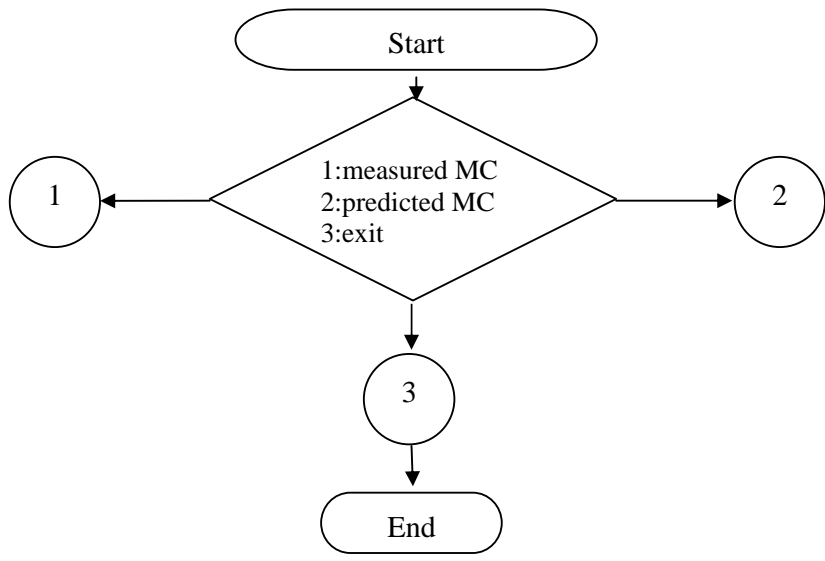 Start
1:measured MC
2:predicted MC
3:exit
1
2
3
End